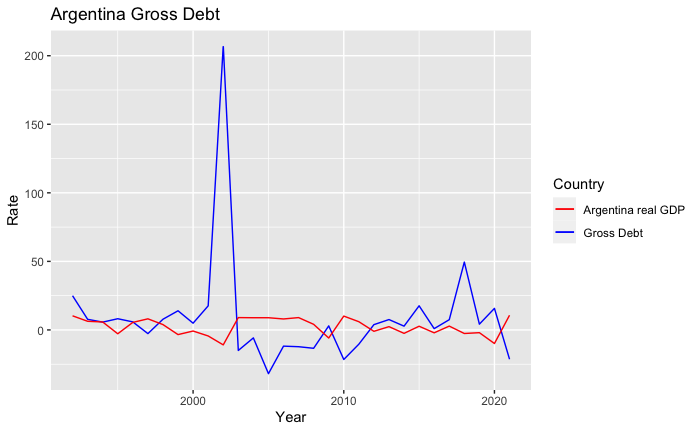 Argentina Gross Debt
200
150
100
50
0
Rate
2000
2010
2020
Year
Country
Argentina real GDP
Gross Debt